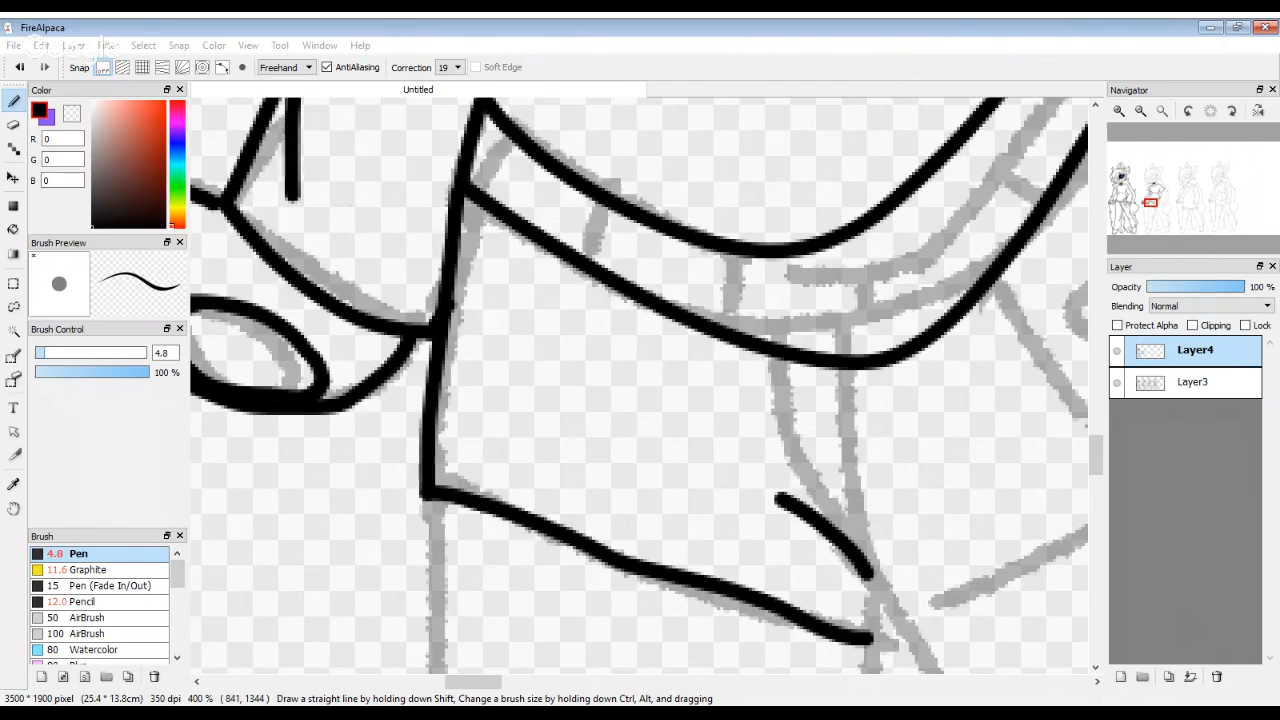 FireAlpaca
File Edit Layer Filter Select Snap Color View Tool Window Help
Snap OFF Freehand AntiAliasing Correction 19 Soft Edge
Color
Untitled
Navigator
R 0
G 0
B 0
Brush Preview
Layer
Opacity 100 %
Blending Normal
Brush Control
Protect Alpha Clipping Lock
4.8
Layer4
100 %
Layer3
Brush
4.8 Pen
11.6 Graphite
15 Pen (Fade In/Out)
12.0 Pencil
50 AirBrush
100 AirBrush
80 Watercolor
3500 * 1900 pixel (25.4 * 13.8cm) 350 dpi 400 % ( 841, 1344 ) Draw a straight line by holding down Shift, Change a brush size by holding down Ctrl, Alt, and dragging